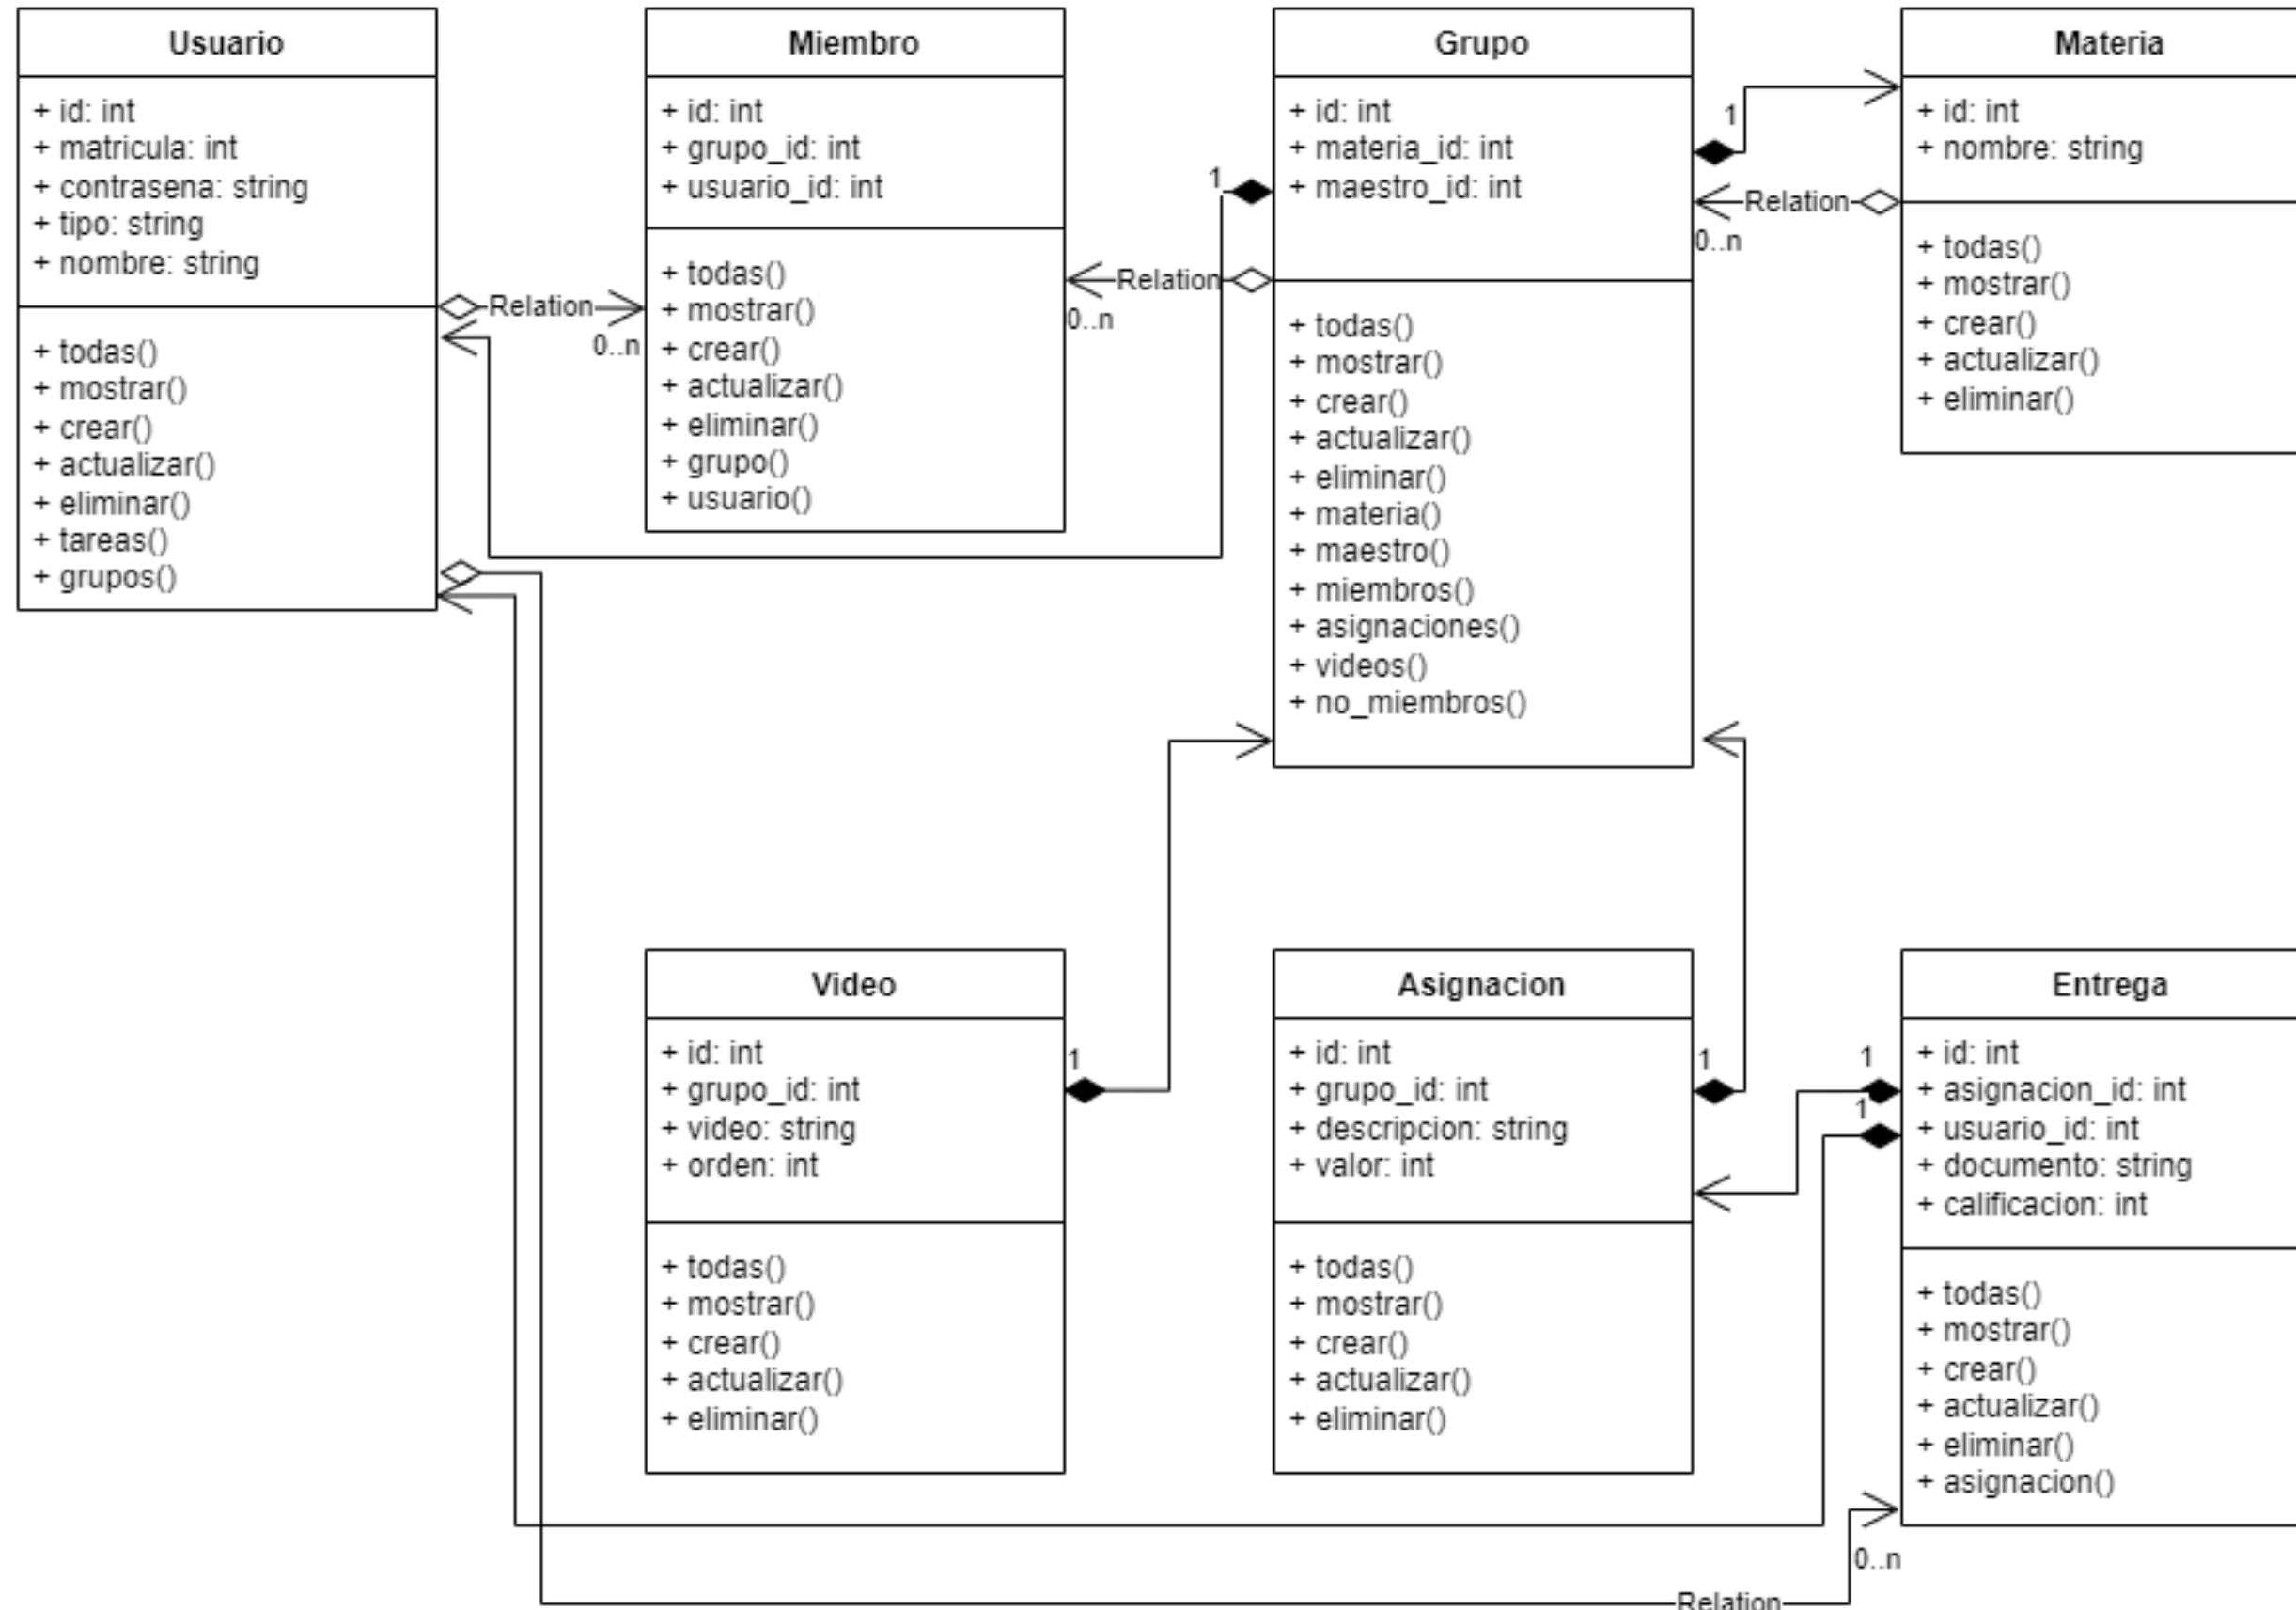 Usuario
+ id: int
+ matricula: int
+ contrasena: string
+ tipo: string
+ nombre: string
+ todas()
+ mostrar()
+ crear()
+ actualizar()
+ eliminar()
+ tareas()
+ grupos()
Relation
0..n
Miembro
+ id: int
+ grupo_id: int
+ usuario_id: int
+ todas()
+ mostrar()
+ crear()
+ actualizar()
+ eliminar()
+ grupo()
+ usuario()
1
Relation
0..n
Grupo
+ id: int
+ materia_id: int
+ maestro_id: int
+ todas()
+ mostrar()
+ crear()
+ actualizar()
+ eliminar()
+ materia()
+ maestro()
+ miembros()
+ asignaciones()
+ videos()
+ no_miembros()
1
Relation
0..n
Materia
+ id: int
+ nombre: string
+ todas()
+ mostrar()
+ crear()
+ actualizar()
+ eliminar()
Video
+ id: int
+ grupo_id: int
+ video: string
+ orden: int
+ todas()
+ mostrar()
+ crear()
+ actualizar()
+ eliminar()
1
Asignacion
+ id: int
+ grupo_id: int
+ descripcion: string
+ valor: int
+ todas()
+ mostrar()
+ crear()
+ actualizar()
+ eliminar()
1
1
1
Entrega
+ id: int
+ asignacion_id: int
+ usuario_id: int
+ documento: string
+ calificacion: int
+ todas()
+ mostrar()
+ crear()
+ actualizar()
+ eliminar()
+ asignacion()
0..n
Relation